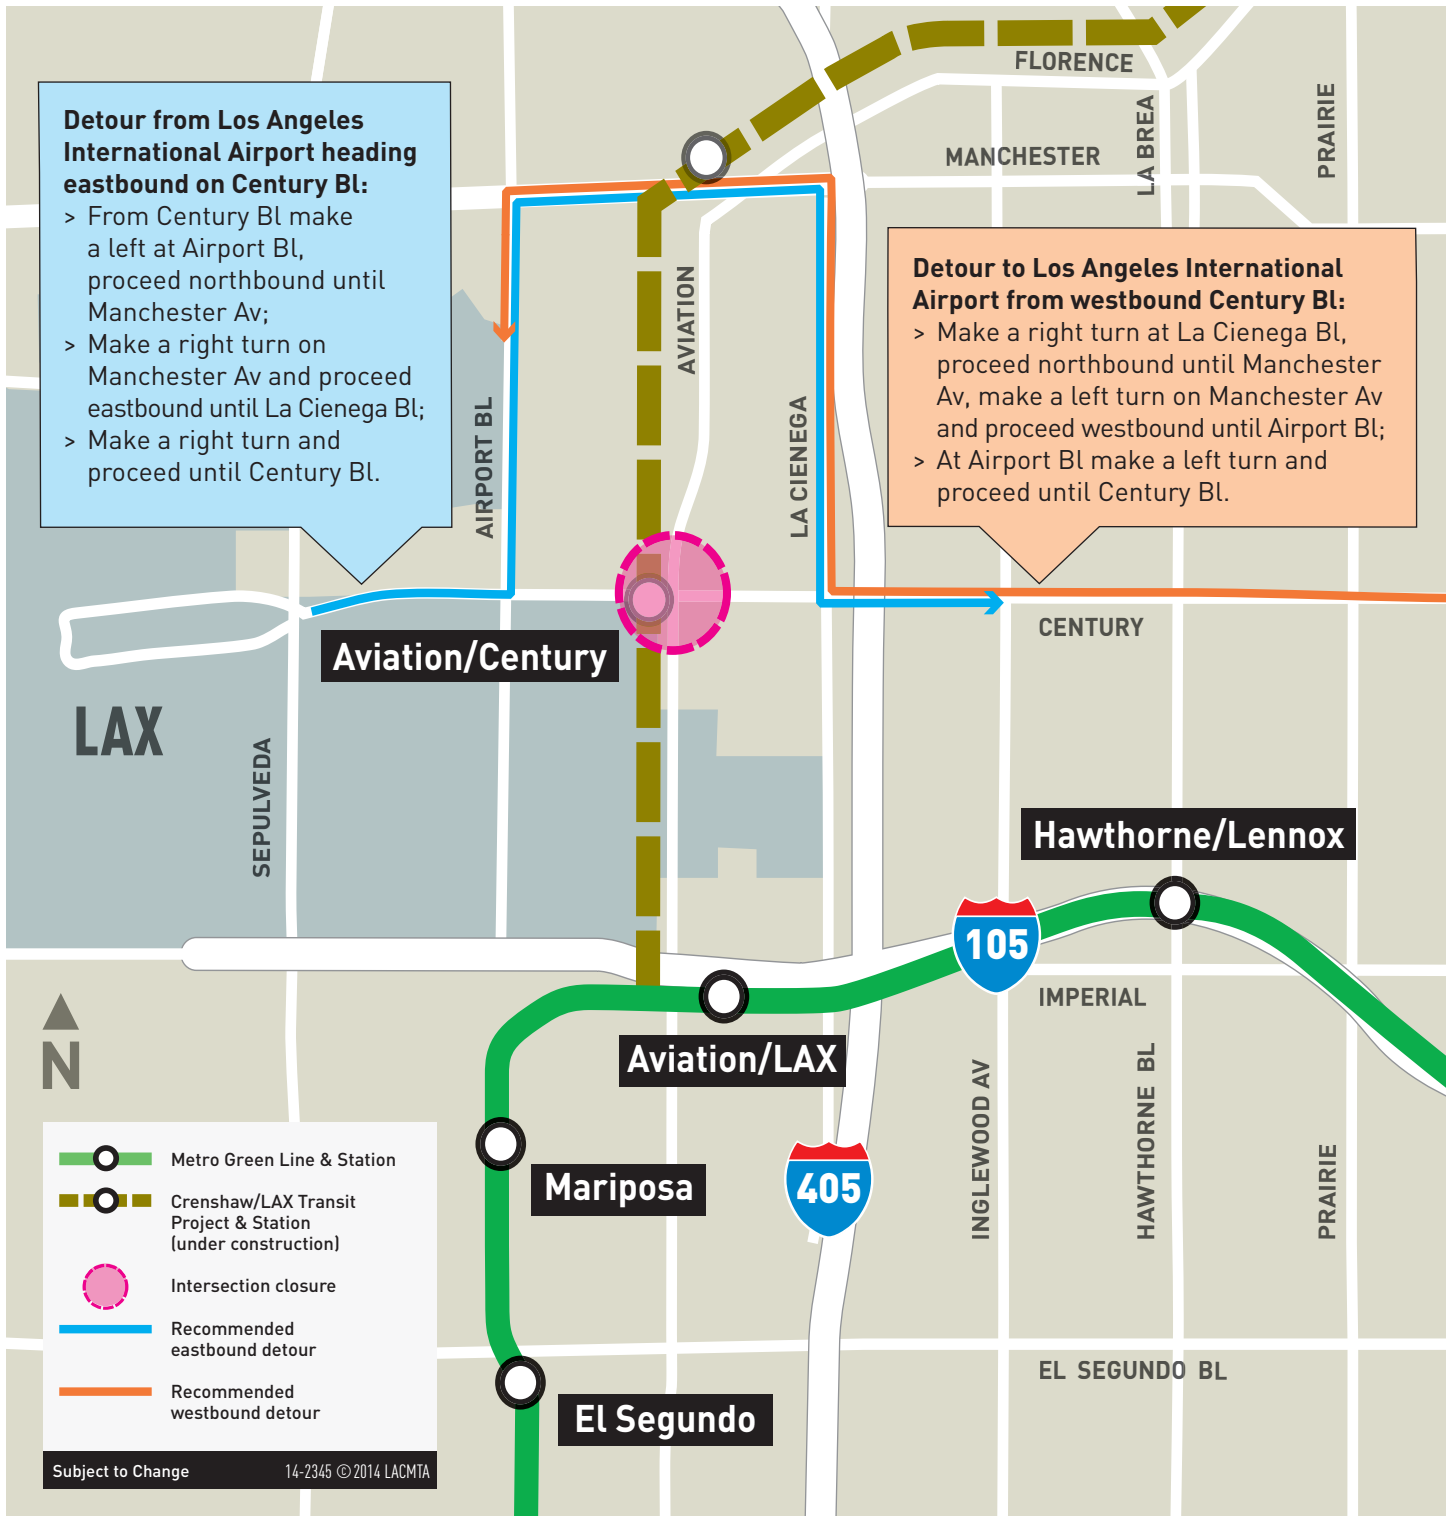 FLORENCE
MANCHESTER
LA BREA
PRAIRIE
Detour from Los Angeles
International Airport heading
eastbound on Century Bl:
> From Century Bl make
a left at Airport Bl,
proceed northbound until
Manchester Av;
> Make a right turn on
Manchester Av and proceed
eastbound until La Cienega Bl;
> Make a right turn and
proceed until Century Bl.
Detour to Los Angeles International
Airport from westbound Century Bl:
> Make a right turn at La Cienega Bl,
proceed northbound until Manchester
Av, make a left turn on Manchester Av
and proceed westbound until Airport Bl;
> At Airport Bl make a left turn and
proceed until Century Bl.
AVIATION
AIRPORT BL
LA CIENEGA
CENTURY
Aviation/Century
LAX
SEPULVEDA
Hawthorne/Lennox
105
IMPERIAL
Aviation/LAX
N
INGLEWOOD AV
HAWTHORNE BL
PRAIRIE
Mariposa
405
EL SEGUNDO BL
El Segundo
Metro Green Line & Station
Crenshaw/LAX Transit
Project & Station
(under construction)
Intersection closure
Recommended
eastbound detour
Recommended
westbound detour
Subject to Change
14-2345 © 2014 LACMTA